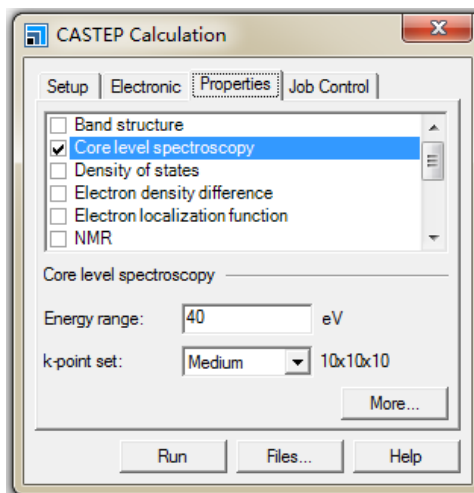 CASTEP Calculation
Setup Electronic Properties Job Control
Band structure
Core level spectroscopy
Density of states
Electron density difference
Electron localization function
NMR
Core level spectroscopy
Energy range: 40 eV
k-point set: Medium 10x10x10
More...
Run Files... Help